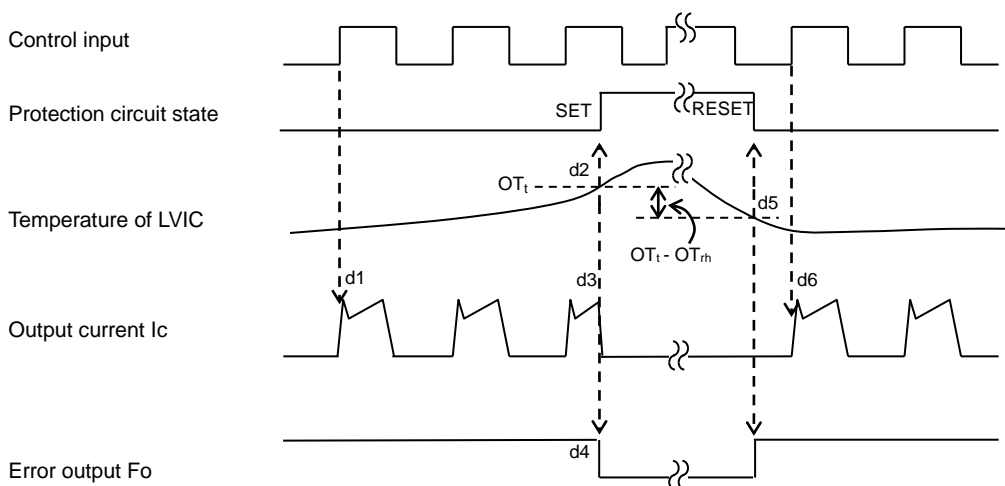 Control input
Protection circuit state
SET
RESET
d2
OTt
d5
Temperature of LVIC
OTt - OTrh
d1
d3
d6
Output current Ic
d4
Error output Fo